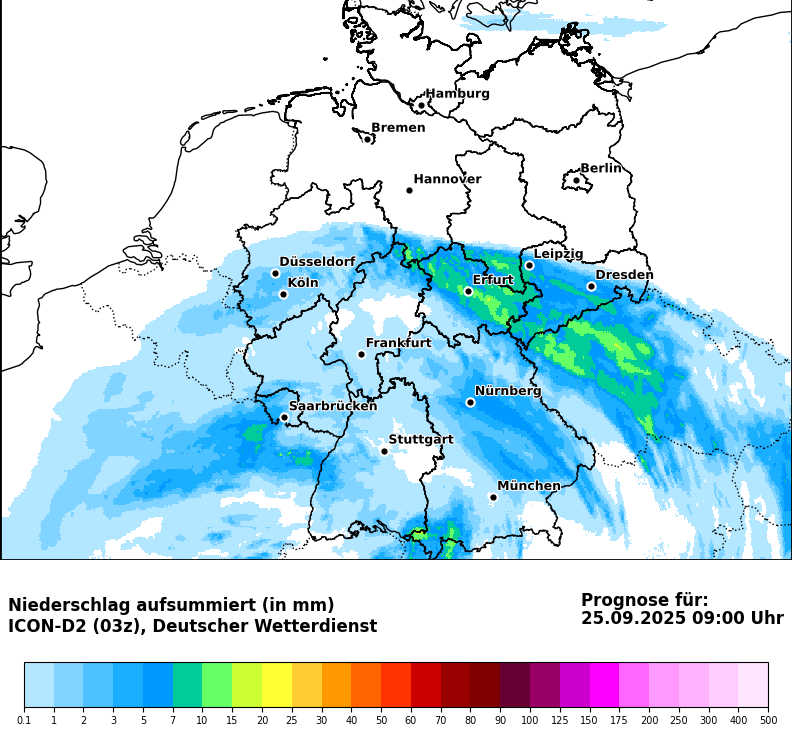 Hamburg
Bremen
Berlin
Hannover
Leipzig
Düsseldorf
Dresden
Köln
Erfurt
Frankfurt
Nürnberg
Saarbrücken
Stuttgart
München
Niederschlag aufsummiert (in mm)
ICON-D2 (03z), Deutscher Wetterdienst
Prognose für:
25.09.2025 09:00 Uhr
0.1 1 2 3 5 7 10 15 20 25 30 40 50 60 70 80 90 100 125 150 175 200 250 300 400 500